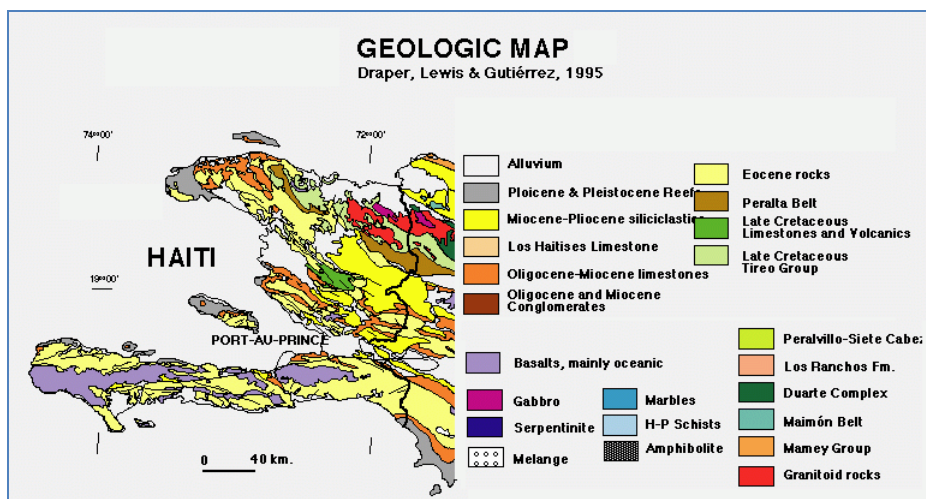 GEOLOGIC MAP
Draper, Lewis & Gutiérrez, 1995
74°00'
72°00'
HAITI
19°00'
PORT-AU-PRINCE
0 40 km.
Alluvium
Ploicene & Pleistocene Reef
Miocene-Pliocene siliciclastics
Los Haitises Limestone
Oligocene-Miocene limestones
Oligocene and Miocene
Conglomerates
Eocene rocks
Peralta Belt
Late Cretaceous
Limestones and Volcanics
Late Cretaceous
Tireo Group
Basalts, mainly oceanic
Gabbro
Serpentinite
Melange
Marbles
H-P Schists
Amphibolite
Peralvillo-Siete Cabez
Los Ranchos Fm.
Duarte Complex
Maimón Belt
Mamey Group
Granitoid rocks